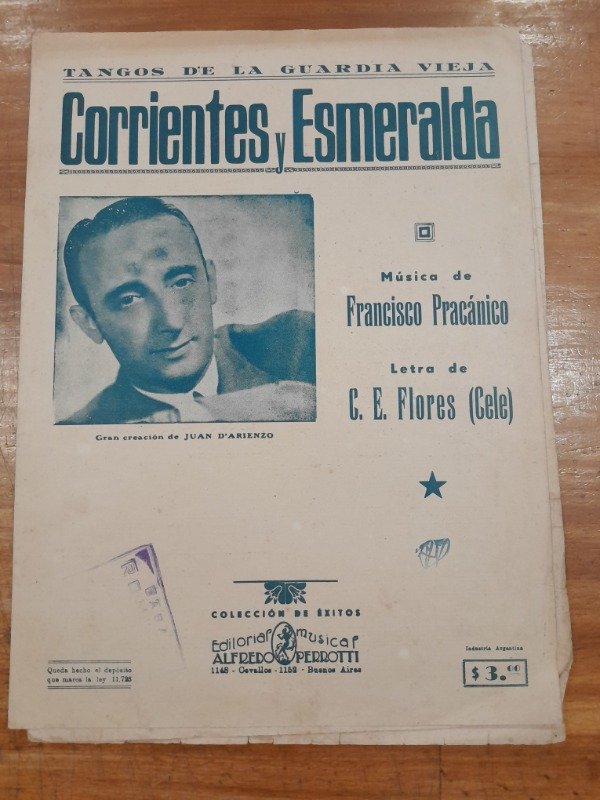 TANGOS DE LA GUARDIA VIEJA
Corrientes y Esmeralda
Música de
Francisco Pracánico
Letra de
C. E. Flores (Cele)
Gran creación de JUAN D'ARIENZO
COLECCIÓN DE ÉXITOS
Editorial Musical
ALFREDO PERROTTI
1148 - Cevallos - 1152 - Buenos Aires
Queda hecho el depósito
que marca la ley 11.723
Industria Argentina
$ 3.00